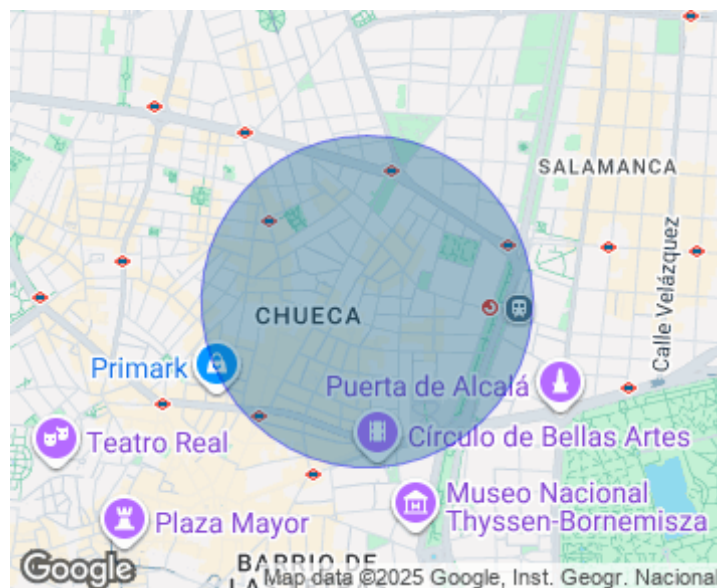 SALAMANCA
Calle Velázquez
CHUECA
Primark
Puerta de Alcalá
Teatro Real
Círculo de Bellas Artes
Museo Nacional
Thyssen-Bornemisza
Plaza Mayor
BARRIO DE
Google
Map data ©2025 Google, Inst. Geogr. Nacional